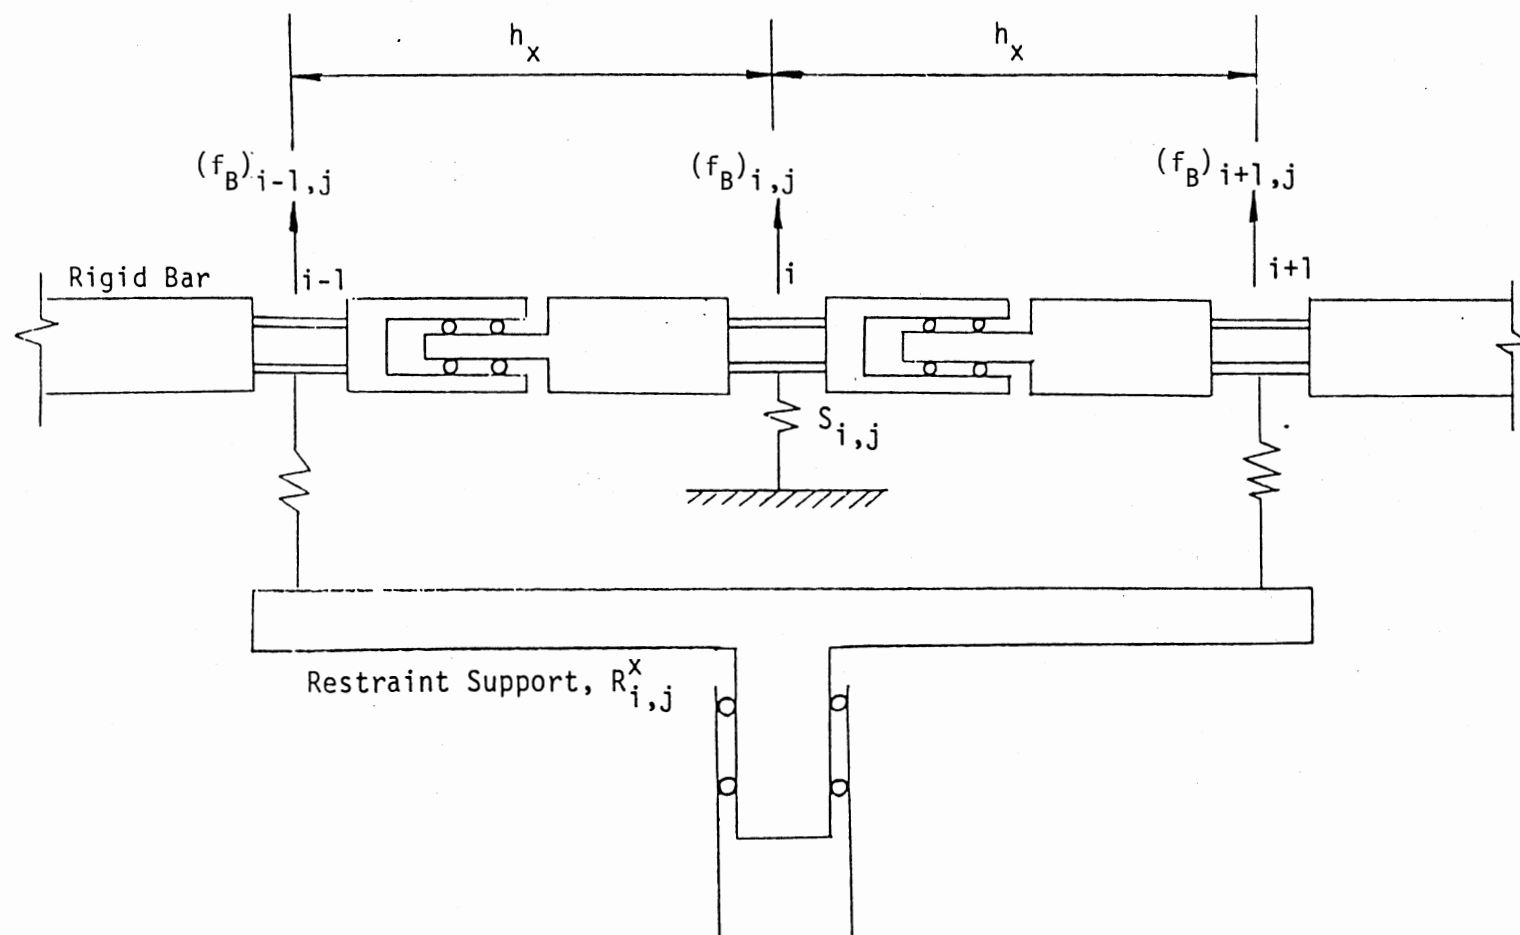 h_x h_x
(f_B)_{i-1,j} (f_B)_{i,j} (f_B)_{i+1,j}
Rigid Bar i-1 i i+1
S_{i,j}
Restraint Support, R^x_{i,j}